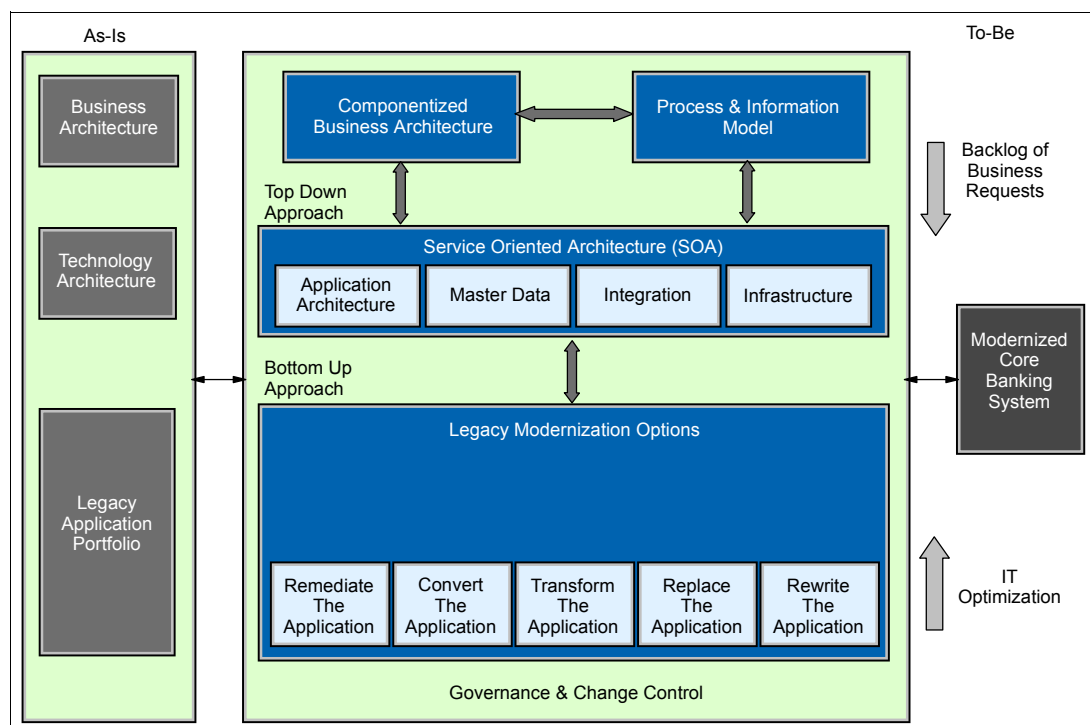 As-Is
To-Be
Business
Architecture
Technology
Architecture
Legacy
Application
Portfolio
Componentized
Business Architecture
Process & Information
Model
Top Down
Approach
Service Oriented Architecture (SOA)
Application
Architecture
Master Data
Integration
Infrastructure
Bottom Up
Approach
Legacy Modernization Options
Remediate
The
Application
Convert
The
Application
Transform
The
Application
Replace
The
Application
Rewrite
The
Application
Governance & Change Control
Backlog of
Business
Requests
Modernized
Core
Banking
System
IT
Optimization